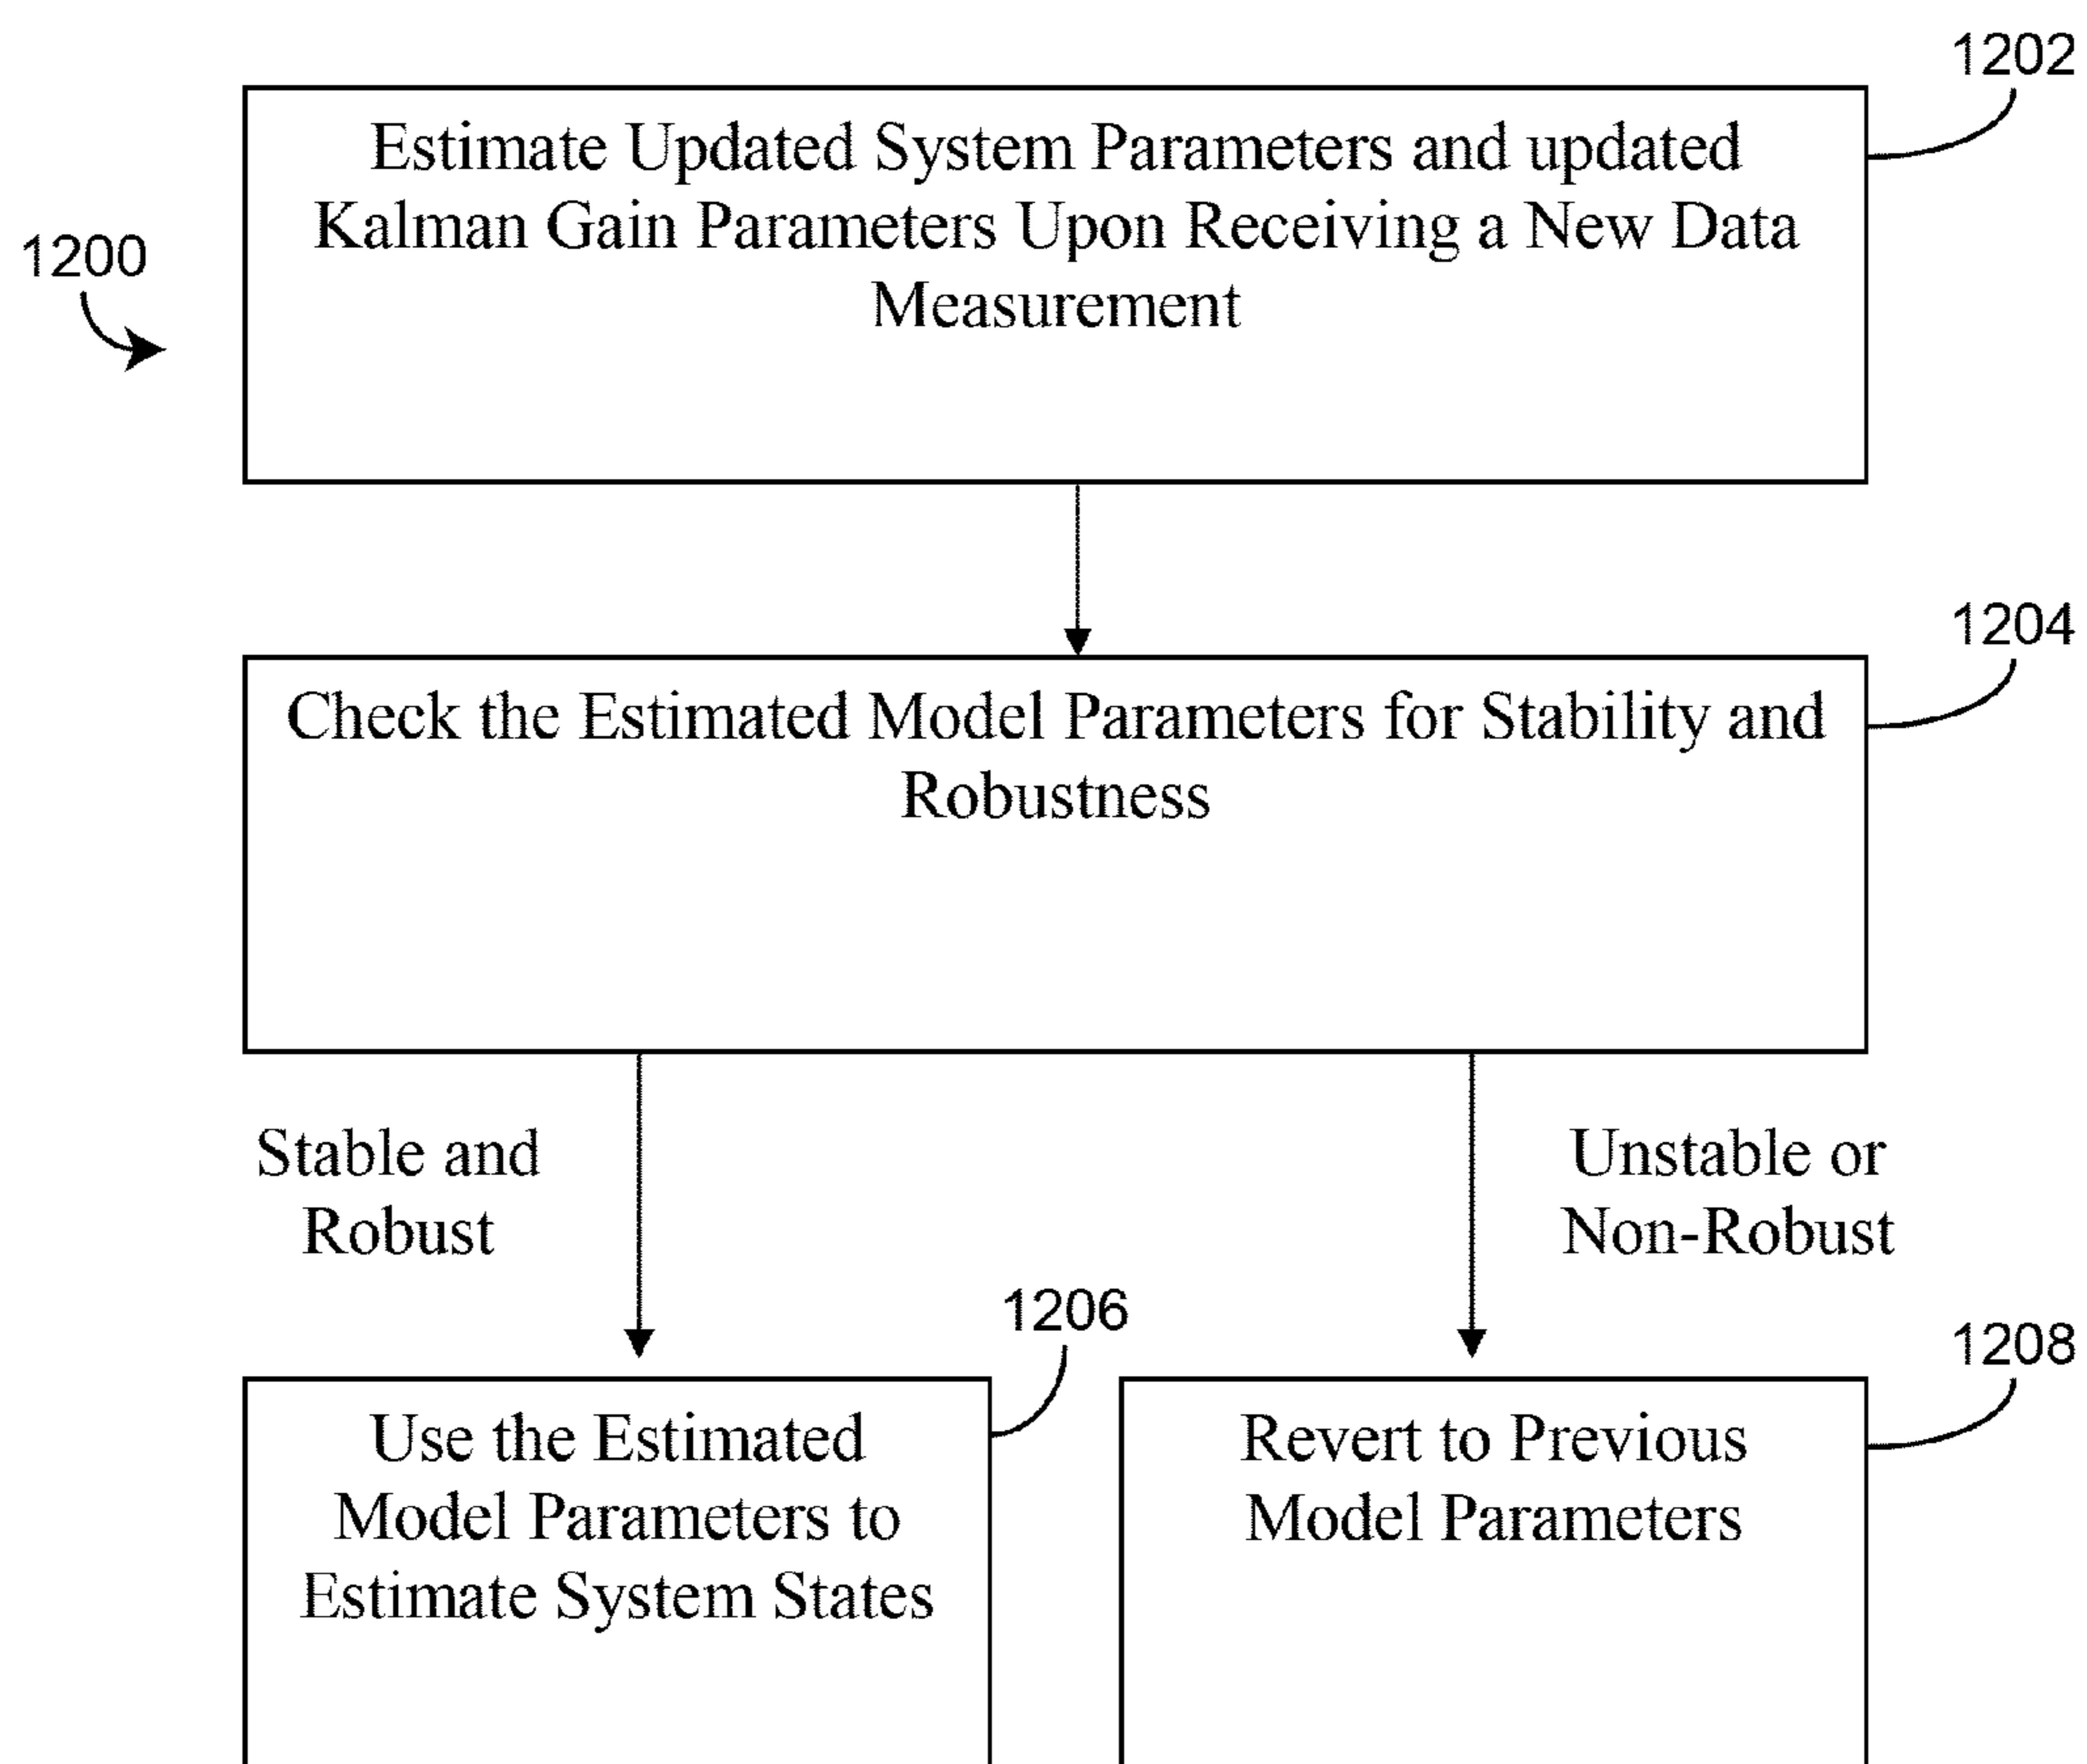 1202
Estimate Updated System Parameters and updated
Kalman Gain Parameters Upon Receiving a New Data
Measurement
1200
1204
Check the Estimated Model Parameters for Stability and
Robustness
Stable and
Robust
Unstable or
Non-Robust
1206
1208
Use the Estimated
Model Parameters to
Estimate System States
Revert to Previous
Model Parameters